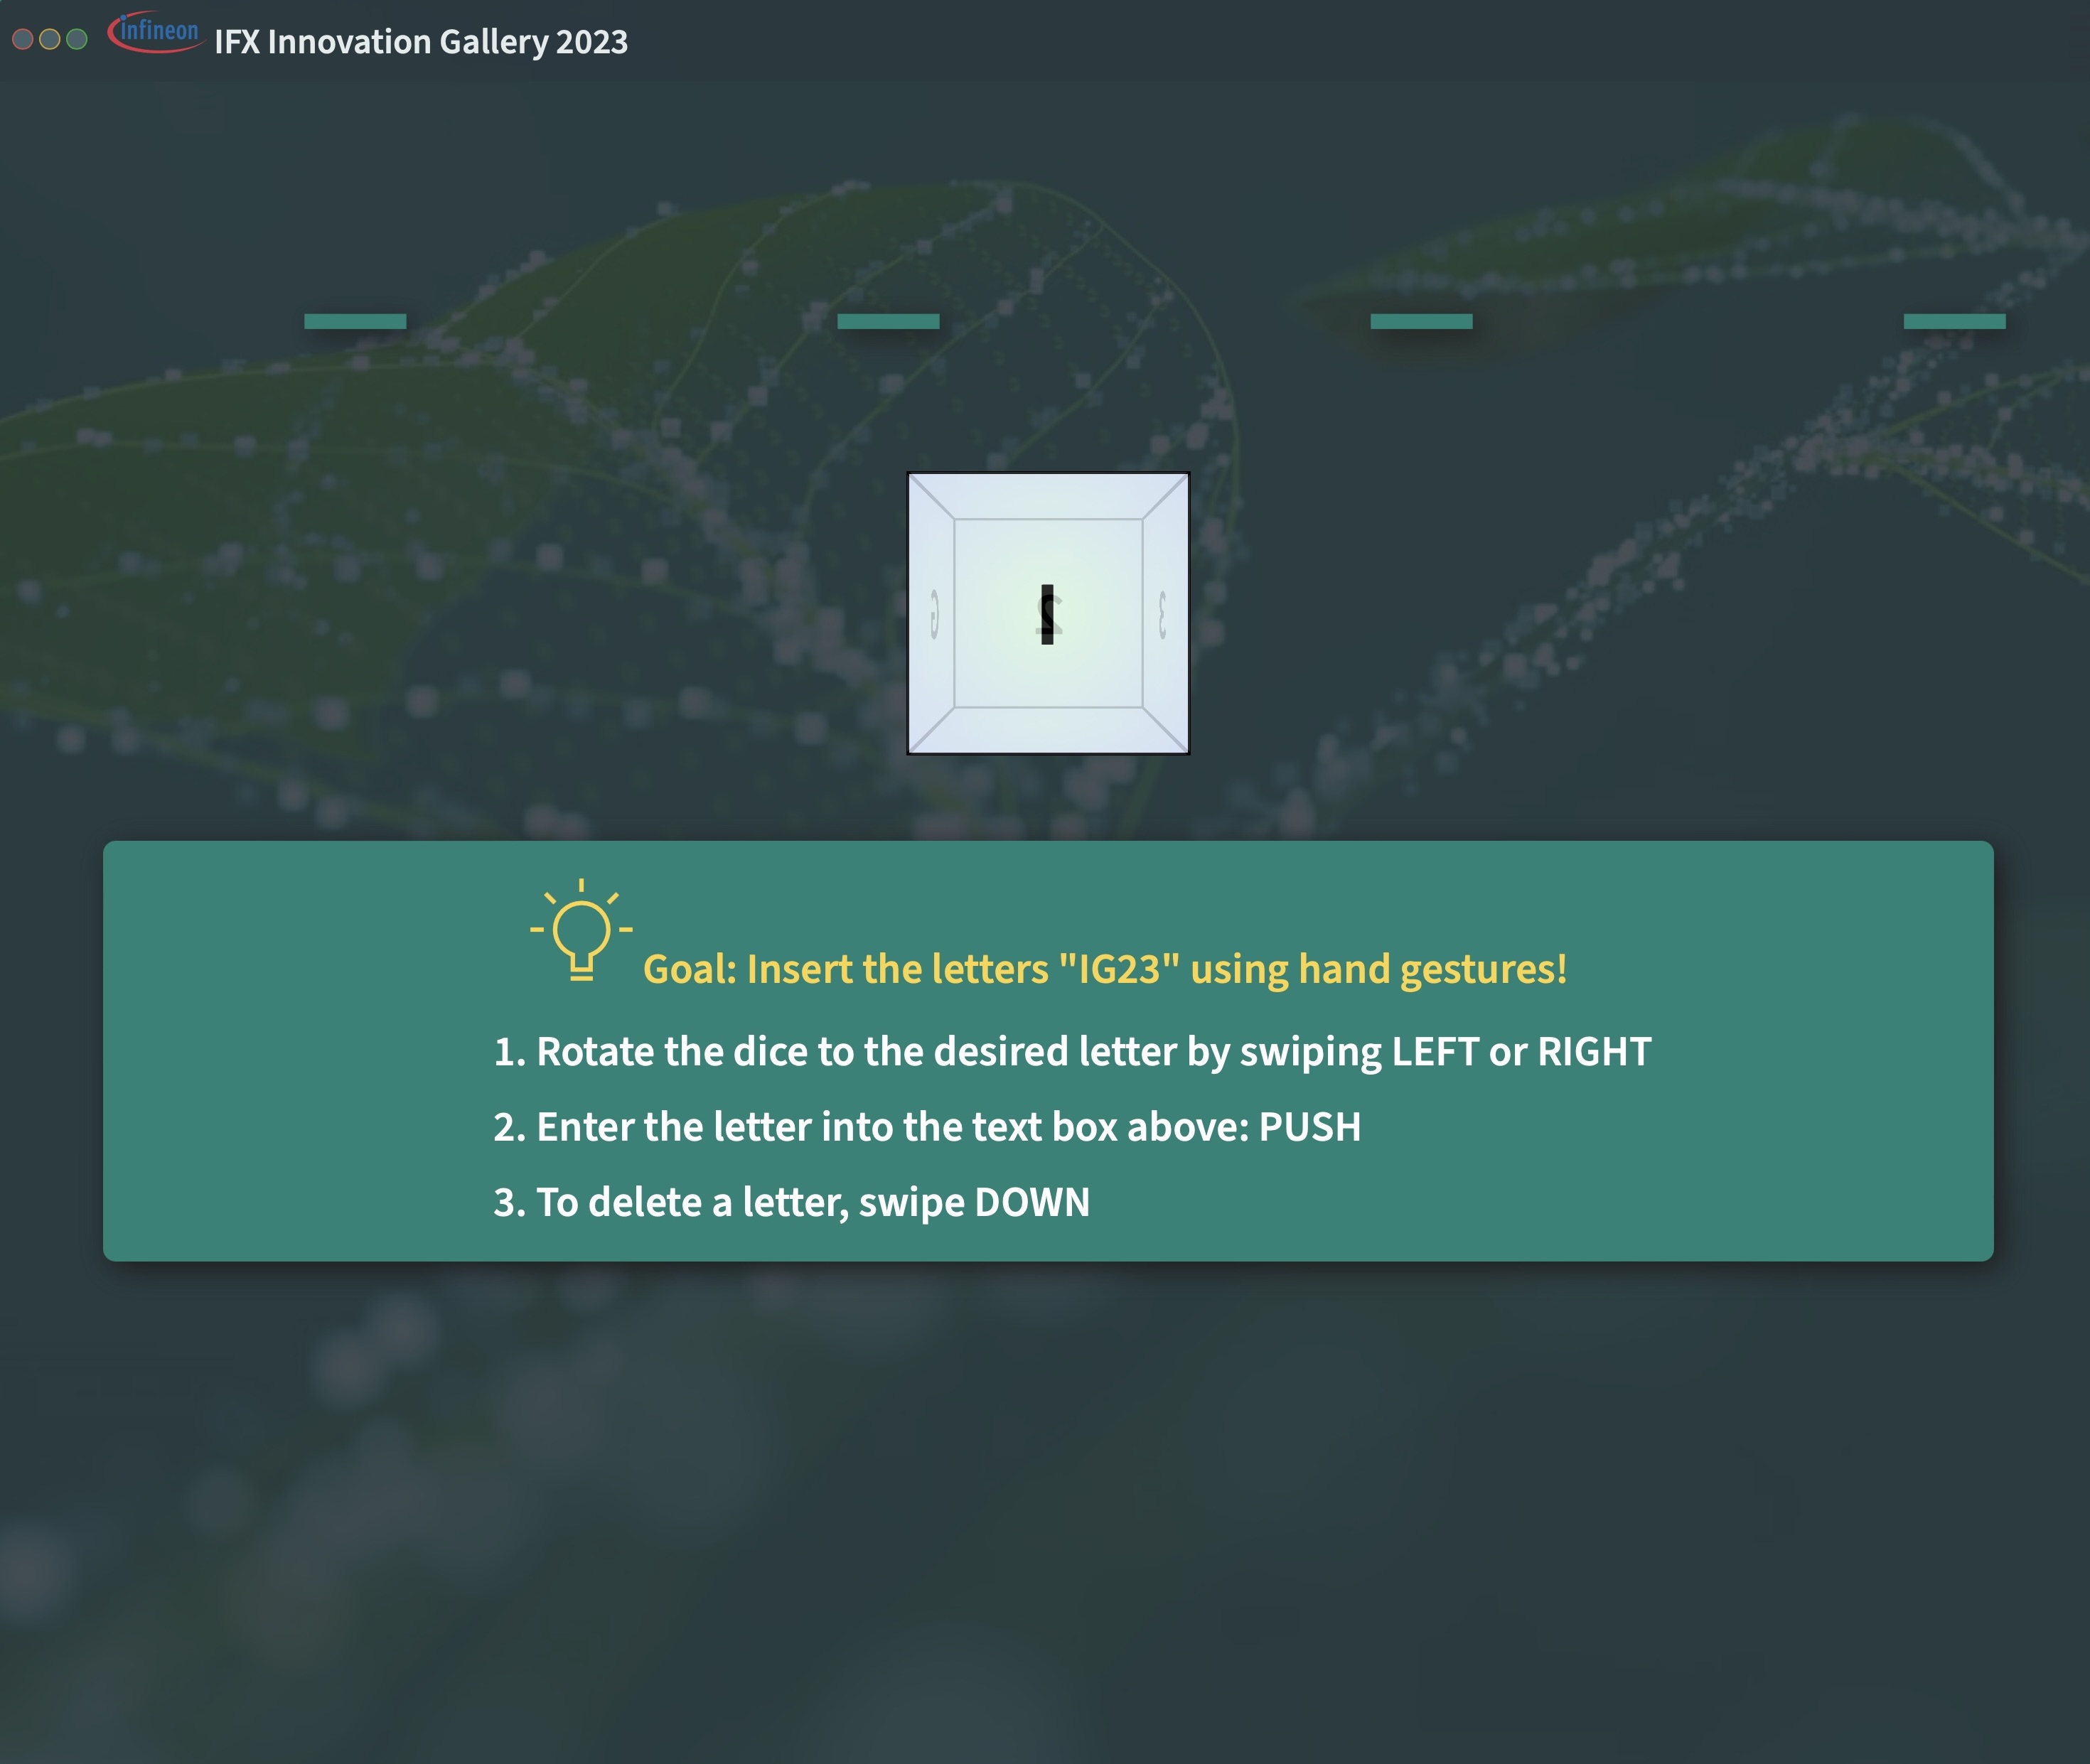 infineon IFX Innovation Gallery 2023
G I 2 3
Goal: Insert the letters "IG23" using hand gestures!
1. Rotate the dice to the desired letter by swiping LEFT or RIGHT
2. Enter the letter into the text box above: PUSH
3. To delete a letter, swipe DOWN